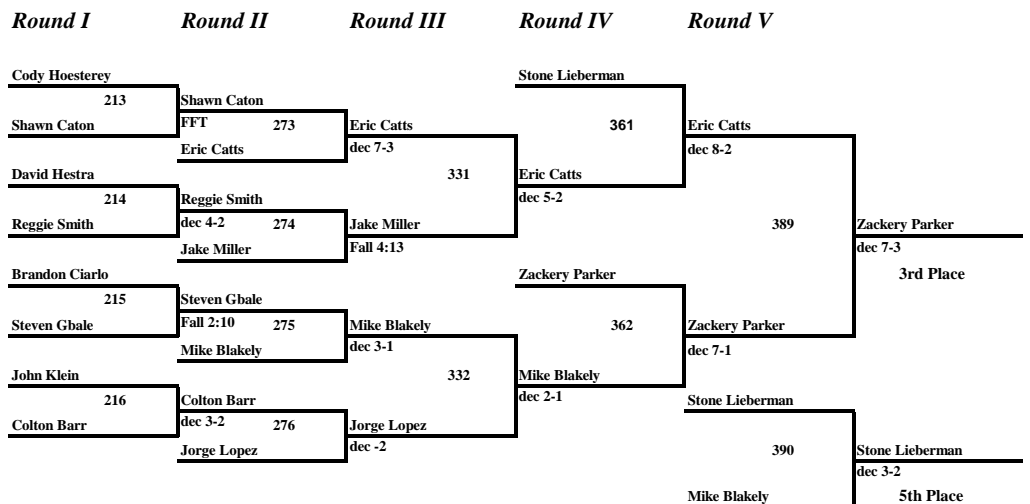 Round I Round II Round III Round IV Round V
Cody Hoesterey Stone Lieberman
213 Shawn Caton
Shawn Caton FFT 273 Eric Catts 361 Eric Catts
Eric Catts dec 7-3 dec 8-2
David Hestra 331 Eric Catts
214 Reggie Smith dec 5-2
Reggie Smith dec 4-2 274 Jake Miller 389 Zackery Parker
Jake Miller Fall 4:13 dec 7-3
Brandon Ciarlo Zackery Parker 3rd Place
215 Steven Gbale
Steven Gbale Fall 2:10 275 Mike Blakely 362 Zackery Parker
Mike Blakely dec 3-1 dec 7-1
John Klein 332 Mike Blakely
216 Colton Barr dec 2-1 Stone Lieberman
Colton Barr dec 3-2 276 Jorge Lopez
Jorge Lopez dec -2 390 Stone Lieberman
dec 3-2
Mike Blakely 5th Place